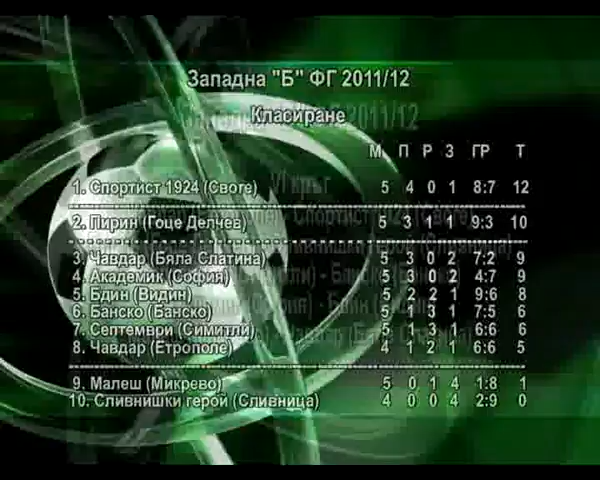 Западна "Б" ФГ 2011/12
Класиране
М П Р З ГР Т
1. Спортист 1924 (Своге) 5 4 0 1 8:7 12
2. Пирин (Гоце Делчев) 5 3 1 1 9:3 10
3. Чавдар (Бяла Слатина) 5 3 0 2 7:2 9
4. Академик (София) 5 3 0 2 4:7 9
5. Бдин (Видин) 5 2 2 1 9:6 8
6. Банско (Банско) 5 1 3 1 7:5 6
7. Септември (Симитли) 5 1 3 1 6:6 6
8. Чавдар (Етрополе) 4 1 2 1 6:6 5
9. Малеш (Микрево) 5 0 1 4 1:8 1
10. Сливнишки герой (Сливница) 4 0 0 4 2:9 0